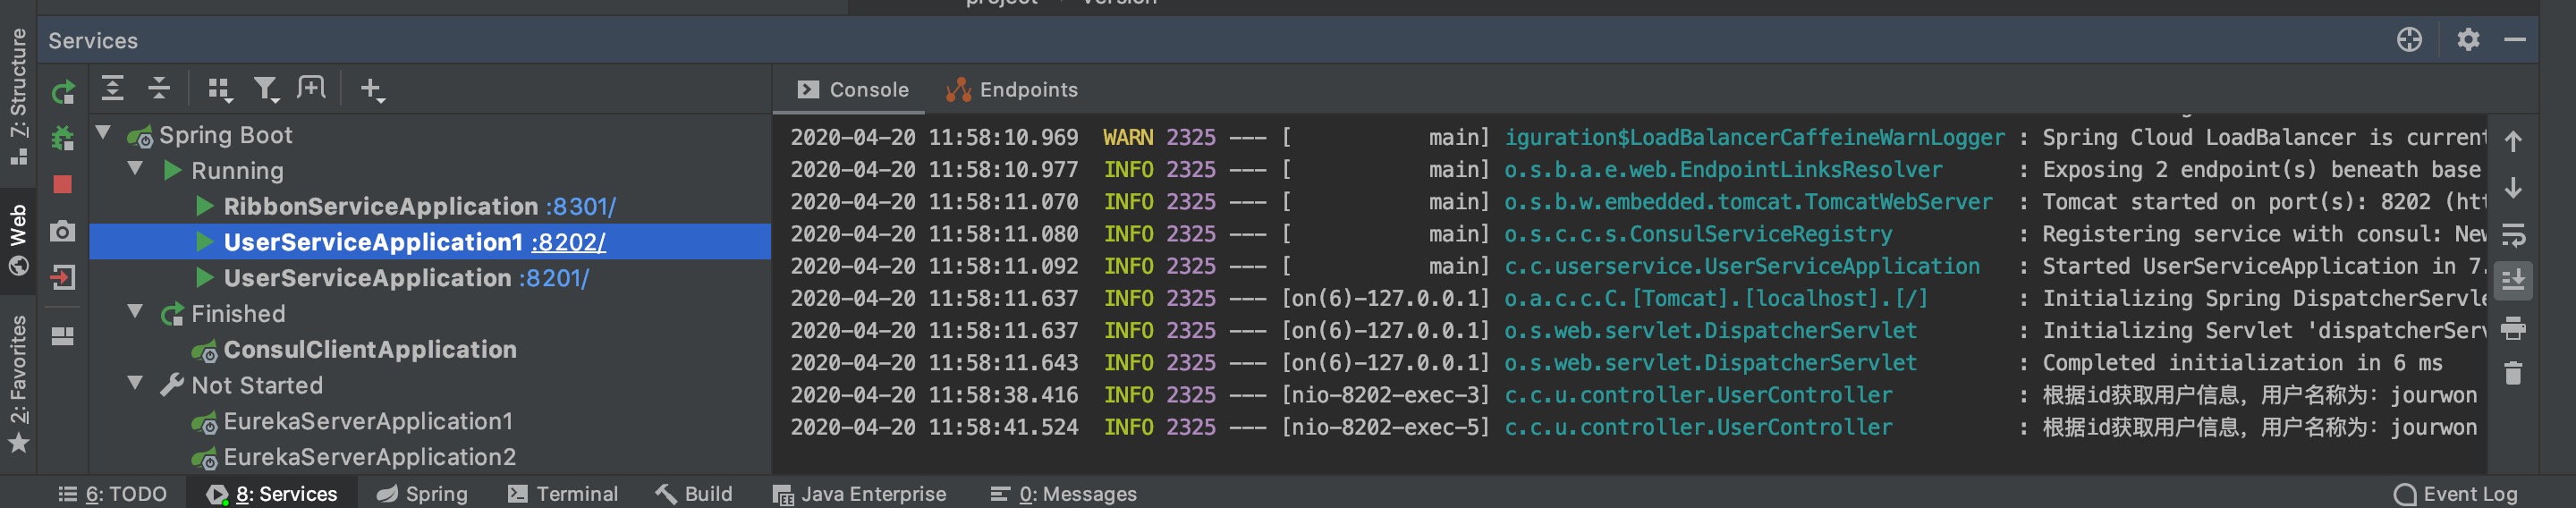 project
version
Services
Console
Endpoints
Spring Boot
Running
RibbonServiceApplication :8301/
UserServiceApplication1 :8202/
UserServiceApplication :8201/
Finished
ConsulClientApplication
Not Started
EurekaServerApplication1
EurekaServerApplication2
2020-04-20 11:58:10.969 WARN 2325 --- [ main] iguration$LoadBalancerCaffeineWarnLogger : Spring Cloud LoadBalancer is current
2020-04-20 11:58:10.977 INFO 2325 --- [ main] o.s.b.a.e.web.EndpointLinksResolver : Exposing 2 endpoint(s) beneath base
2020-04-20 11:58:11.070 INFO 2325 --- [ main] o.s.b.w.embedded.tomcat.TomcatWebServer : Tomcat started on port(s): 8202 (htt
2020-04-20 11:58:11.080 INFO 2325 --- [ main] o.s.c.c.s.ConsulServiceRegistry : Registering service with consul: New
2020-04-20 11:58:11.092 INFO 2325 --- [ main] c.c.userservice.UserServiceApplication : Started UserServiceApplication in 7.
2020-04-20 11:58:11.637 INFO 2325 --- [on(6)-127.0.0.1] o.a.c.c.C.[Tomcat].[localhost].[/] : Initializing Spring DispatcherServle
2020-04-20 11:58:11.637 INFO 2325 --- [on(6)-127.0.0.1] o.s.web.servlet.DispatcherServlet : Initializing Servlet 'dispatcherServ
2020-04-20 11:58:11.643 INFO 2325 --- [on(6)-127.0.0.1] o.s.web.servlet.DispatcherServlet : Completed initialization in 6 ms
2020-04-20 11:58:38.416 INFO 2325 --- [nio-8202-exec-3] c.c.u.controller.UserController : 根据id获取用户信息，用户名称为：jourwon
2020-04-20 11:58:41.524 INFO 2325 --- [nio-8202-exec-5] c.c.u.controller.UserController : 根据id获取用户信息，用户名称为：jourwon
7: Structure
Web
2: Favorites
6: TODO
8: Services
Spring
Terminal
Build
Java Enterprise
0: Messages
Event Log